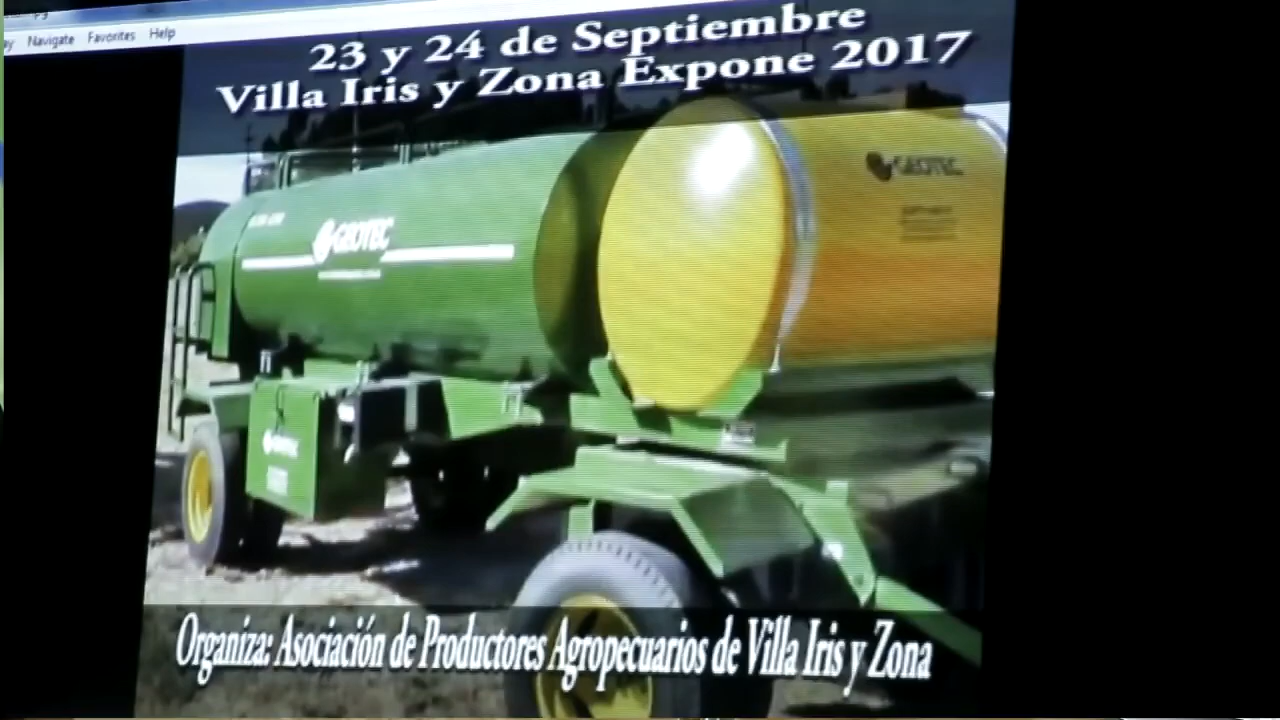 Navigate Favorites Help
23 y 24 de Septiembre
Villa Iris y Zona Expone 2017
GEOTEC
GEOTEC
GEOTEC
Organiza: Asociación de Productores Agropecuarios de Villa Iris y Zona